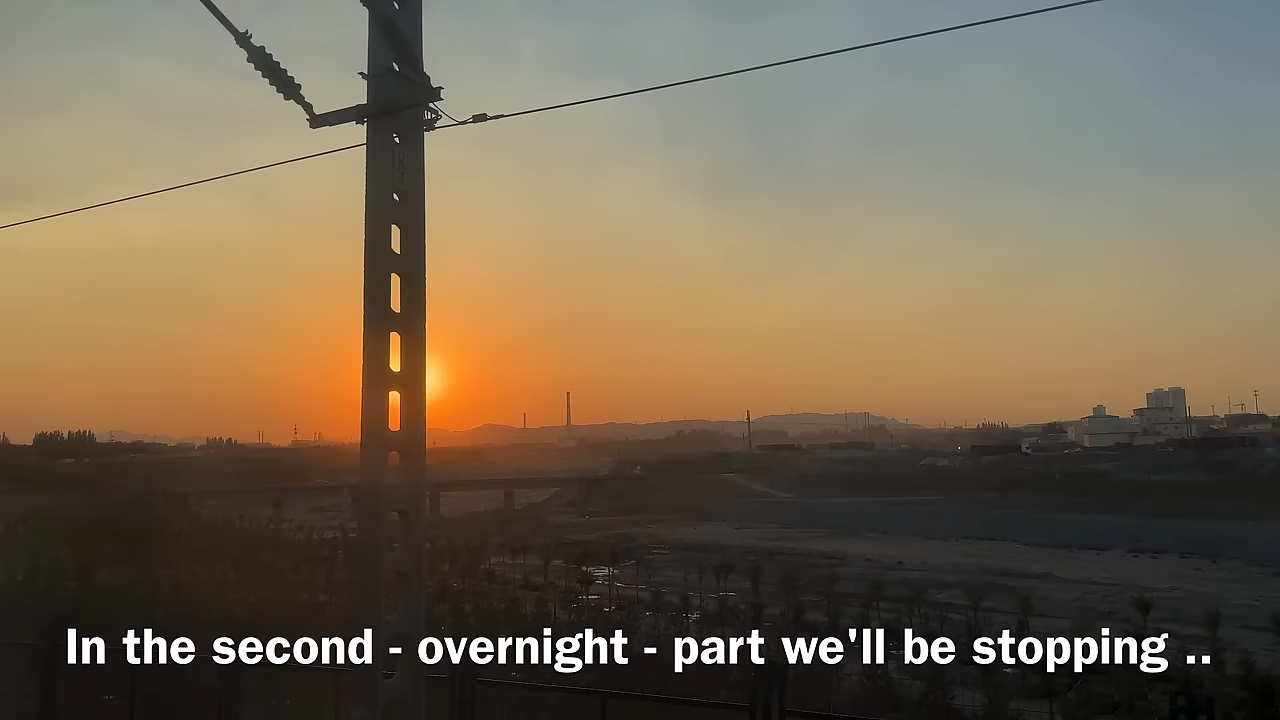 In the second - overnight - part we'll be stopping ..